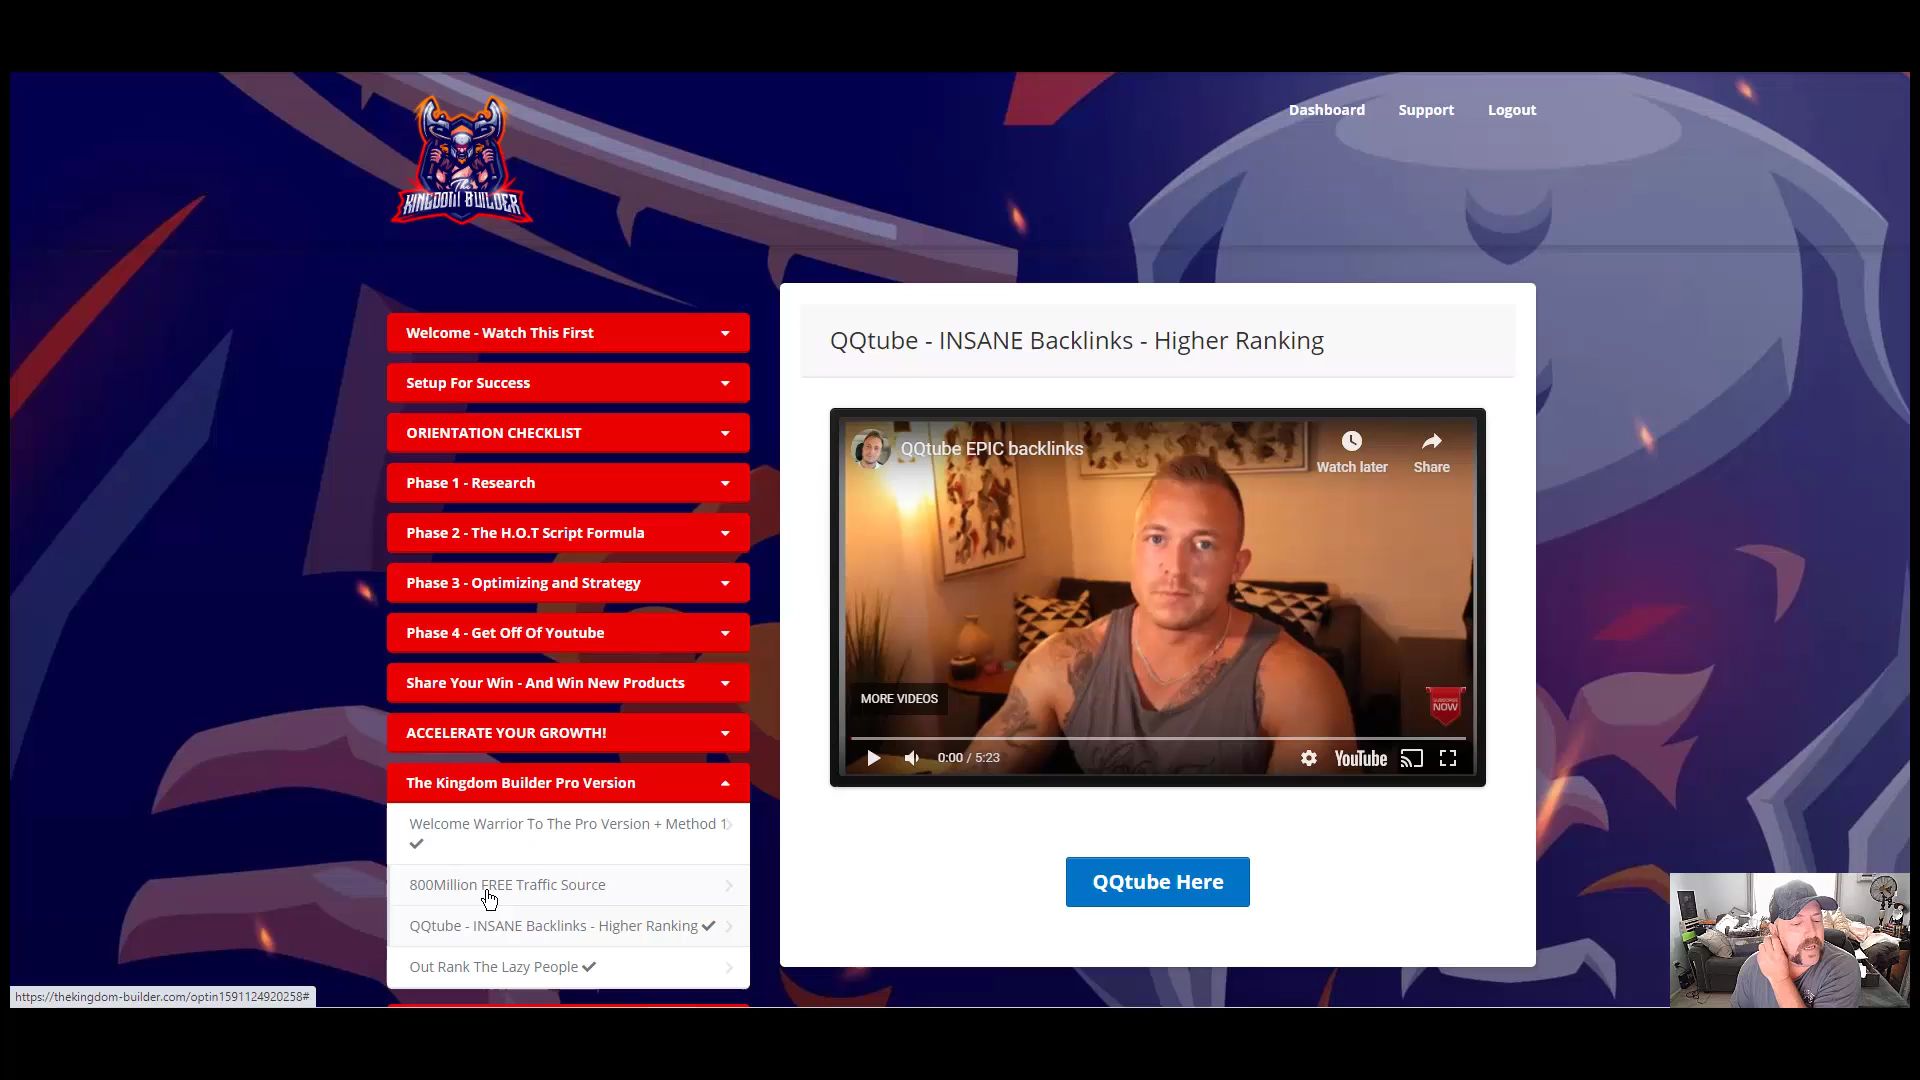 The
KINGDOM BUILDER
Dashboard
Support
Logout
Welcome - Watch This First
Setup For Success
ORIENTATION CHECKLIST
Phase 1 - Research
Phase 2 - The H.O.T Script Formula
Phase 3 - Optimizing and Strategy
Phase 4 - Get Off Of Youtube
Share Your Win - And Win New Products
ACCELERATE YOUR GROWTH!
The Kingdom Builder Pro Version
Welcome Warrior To The Pro Version + Method 1
800Million FREE Traffic Source
QQtube - INSANE Backlinks - Higher Ranking
Out Rank The Lazy People
https://thekingdom-builder.com/optin1591124920258#
QQtube - INSANE Backlinks - Higher Ranking
QQtube EPIC backlinks
Watch later
Share
MORE VIDEOS
SUBSCRIBE
NOW
0:00 / 5:23
YouTube
QQtube Here